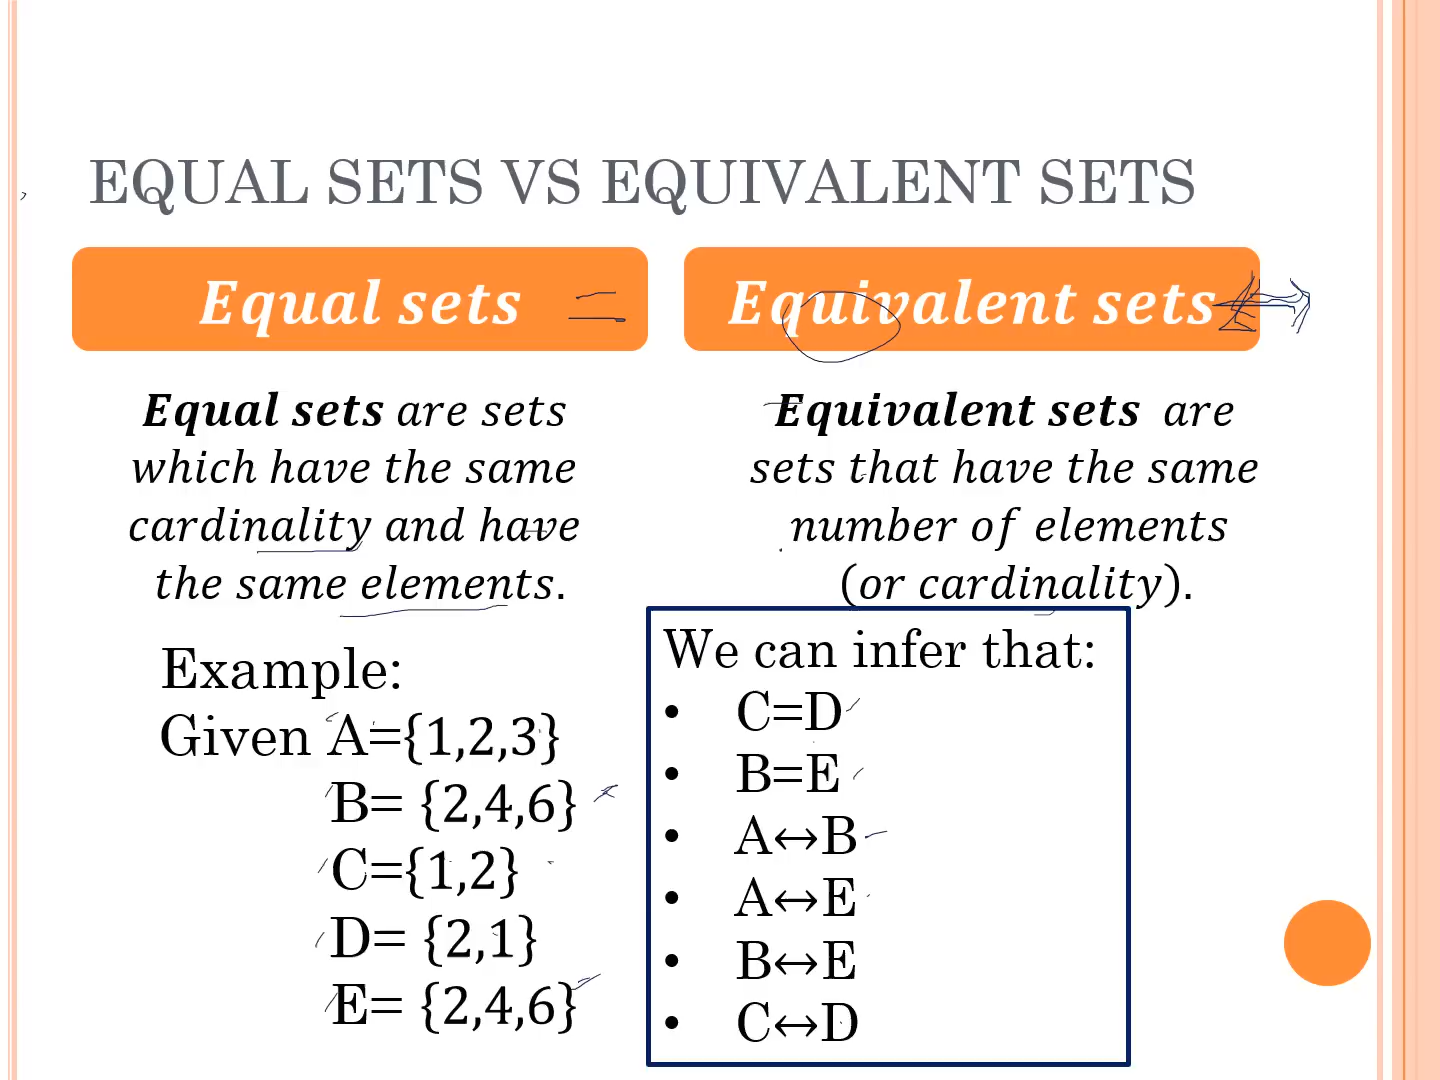 EQUAL SETS VS EQUIVALENT SETS
Equal sets =
Equivalent sets ↔
Equal sets are sets
which have the same
cardinality and have
the same elements.
Equivalent sets are
sets that have the same
number of elements
(or cardinality).
Example:
Given A={1,2,3}
B= {2,4,6}
C={1,2}
D= {2,1}
E= {2,4,6}
We can infer that:
• C=D
• B=E
• A↔B
• A↔E
• B↔E
• C↔D